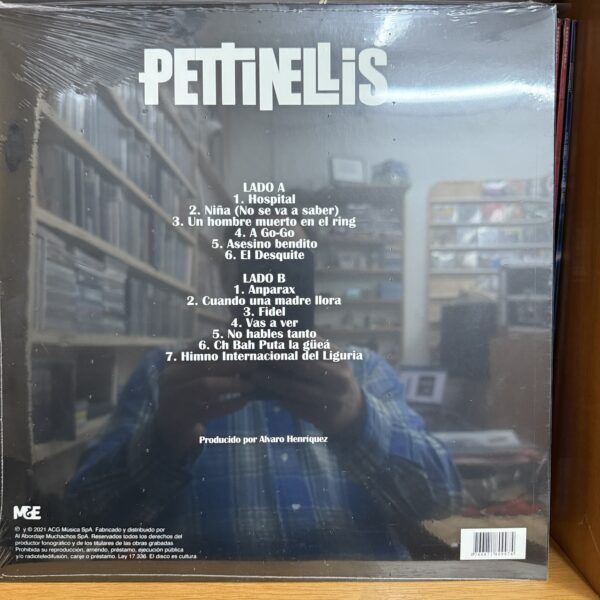 PETTINELLIS
LADO A
1. Hospital
2. Niña (No se va a saber)
3. Un hombre muerto en el ring
4. A Go-Go
5. Asesino bendito
6. El Desquite
LADO B
1. Anparax
2. Cuando una madre llora
3. Fidel
4. Vas a ver
5. No hables tanto
6. Ch Bah Puta la güeá
7. Himno Internacional del Liguria
Producido por Alvaro Henríquez
MGE
℗ y © 2021 ACG Música SpA. Fabricado y distribuido por
Al Abordaje Muchachos SpA. Reservados todos los derechos del
productor fonográfico y de los titulares de las obras grabadas
Prohibida su reproducción, arriendo, préstamo, ejecución pública
y/o radioteledifusión, canje o préstamo. Ley 17.336. El disco es cultura